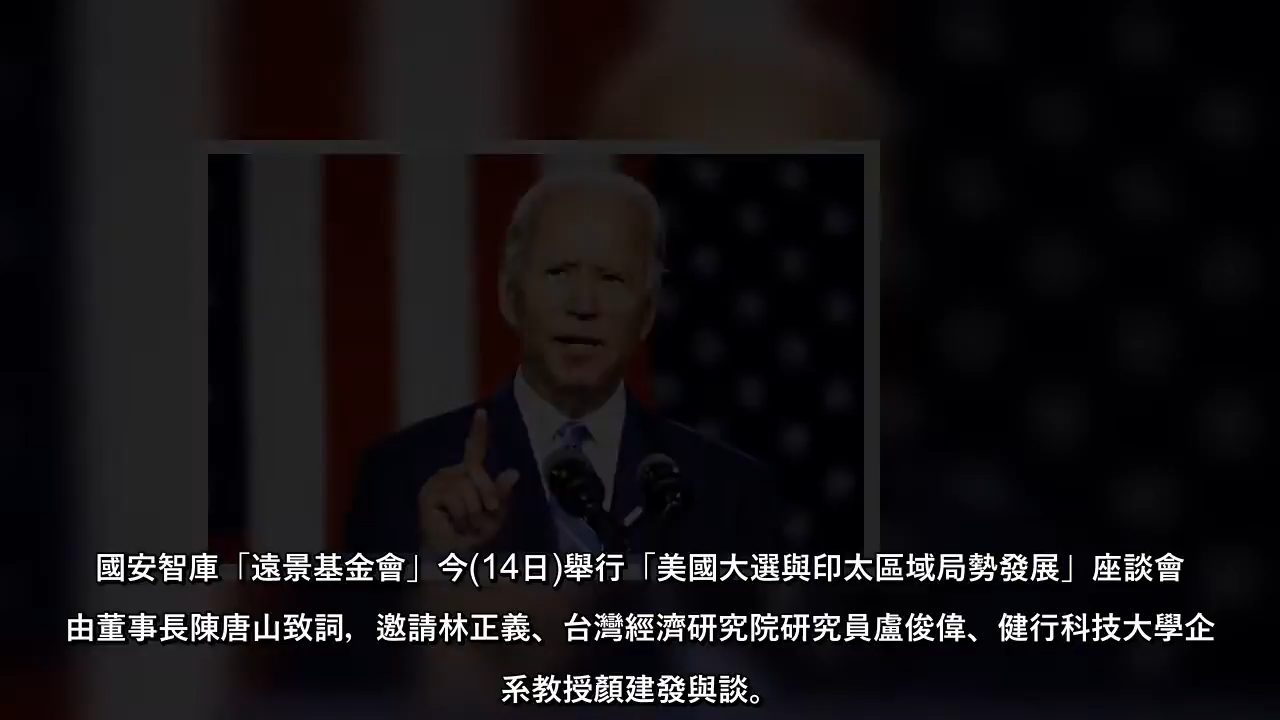 國安智庫「遠景基金會」今(14日)舉行「美國大選與印太區域局勢發展」座談會
由董事長陳唐山致詞，邀請林正義、台灣經濟研究院研究員盧俊偉、健行科技大學企
系教授顏建發與談。